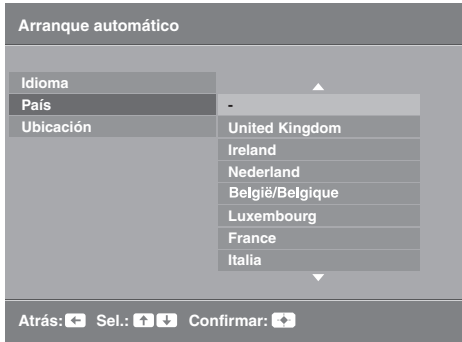 Arranque automático
Idioma
País
-
Ubicación
United Kingdom
Ireland
Nederland
België/Belgique
Luxembourg
France
Italia
Atrás: Sel.: Confirmar: